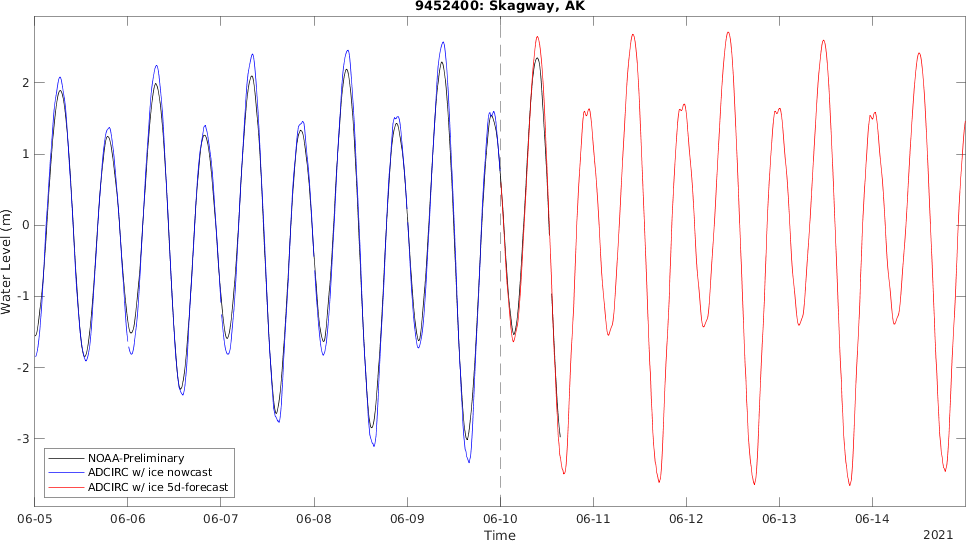 9452400: Skagway, AK
Water Level (m)
2
1
0
-1
-2
-3
NOAA-Preliminary
ADCIRC w/ ice nowcast
ADCIRC w/ ice 5d-forecast
06-05 06-06 06-07 06-08 06-09 06-10 06-11 06-12 06-13 06-14
Time
2021